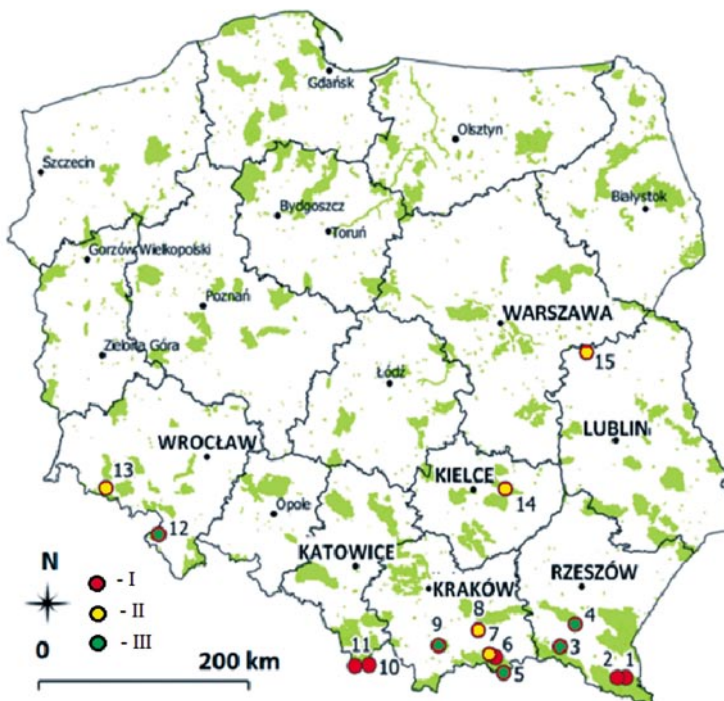 Gdańsk
Olsztyn
Szczecin
Białystok
Bydgoszcz
Toruń
Gorzów Wielkopolski
Poznań
WARSZAWA
Zielona Góra
15
Łódź
LUBLIN
WROCŁAW
13
KIELCE
14
Opole
12
KATOWICE
RZESZÓW
N
- I
KRAKÓW
- II
8
4
9
7
- III
6
3
11
10
5
2
1
0
200 km